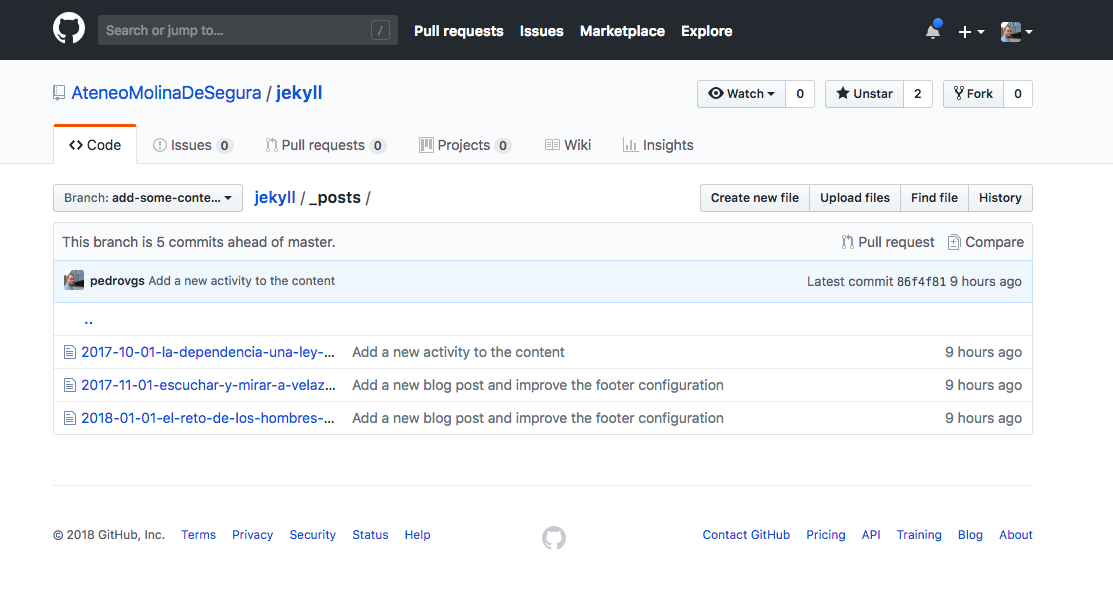 Search or jump to... / Pull requests Issues Marketplace Explore
AteneoMolinaDeSegura / jekyll Watch 0 Unstar 2 Fork 0
Code Issues 0 Pull requests 0 Projects 0 Wiki Insights
Branch: add-some-conte... jekyll / _posts / Create new file Upload files Find file History
This branch is 5 commits ahead of master. Pull request Compare
pedrovgs Add a new activity to the content Latest commit 86f4f81 9 hours ago
..
2017-10-01-la-dependencia-una-ley-... Add a new activity to the content 9 hours ago
2017-11-01-escuchar-y-mirar-a-velaz... Add a new blog post and improve the footer configuration 9 hours ago
2018-01-01-el-reto-de-los-hombres-... Add a new blog post and improve the footer configuration 9 hours ago
© 2018 GitHub, Inc. Terms Privacy Security Status Help Contact GitHub Pricing API Training Blog About